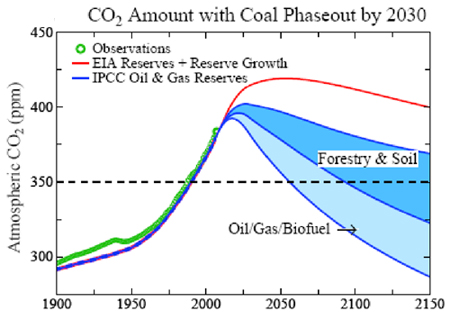 CO2 Amount with Coal Phaseout by 2030
Observations
EIA Reserves + Reserve Growth
IPCC Oil & Gas Reserves
Atmospheric CO2 (ppm)
450
400
350
300
Forestry & Soil
Oil/Gas/Biofuel
1900 1950 2000 2050 2100 2150